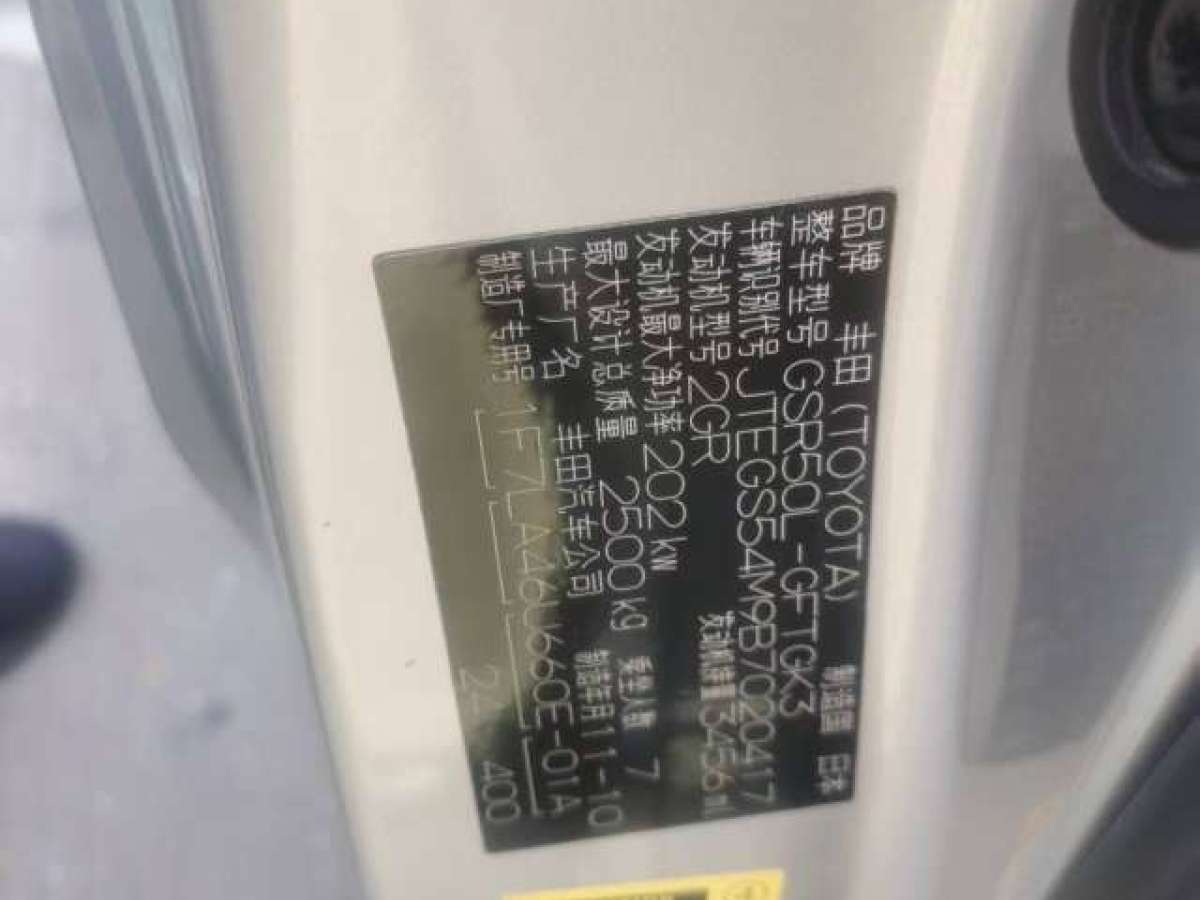 品牌 丰田(TOYOTA) 制造国 日本
整车型号 GSR50L-GFTGK3
车辆识别代号 JTEGS54M9B7020417
发动机型号 2GR 发动机排量 3456 ml
发动机最大净功率 202 kW
最大设计总质量 2500 kg 乘坐人数 7
生产厂名 丰田汽车公司 制造年月 11-10
制造厂专用号 1F7 LA46U660E-01A
400